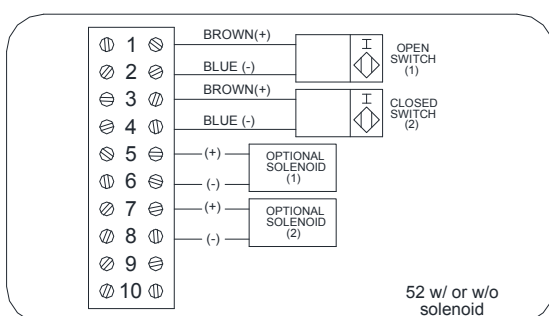 1 BROWN(+)
2 BLUE (-)
3 BROWN(+)
4 BLUE (-)
5 (+)
6 (-)
7 (+)
8 (-)
9
10
OPEN
SWITCH
(1)
CLOSED
SWITCH
(2)
OPTIONAL
SOLENOID
(1)
OPTIONAL
SOLENOID
(2)
52 w/ or w/o
solenoid